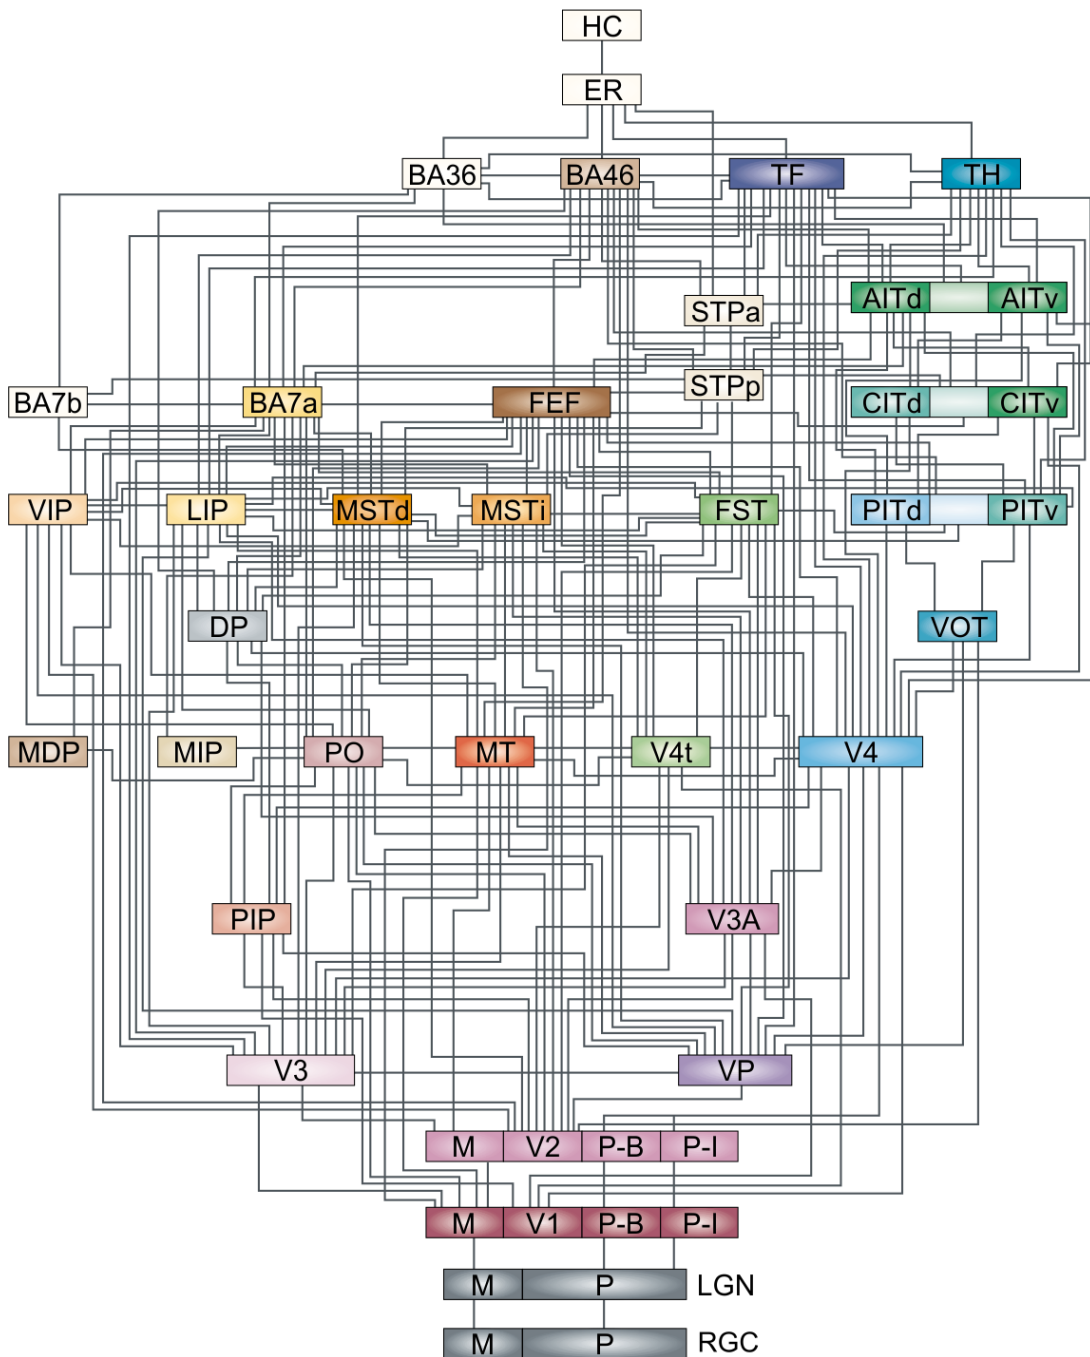 HC
ER
BA36 BA46 TF TH
STPa AITd AITv
BA7b BA7a FEF STPp CITd CITv
VIP LIP MSTd MSTi FST PITd PITv
DP VOT
MDP MIP PO MT V4t V4
PIP V3A
V3 VP
M V2 P-B P-I
M V1 P-B P-I
M P LGN
M P RGC